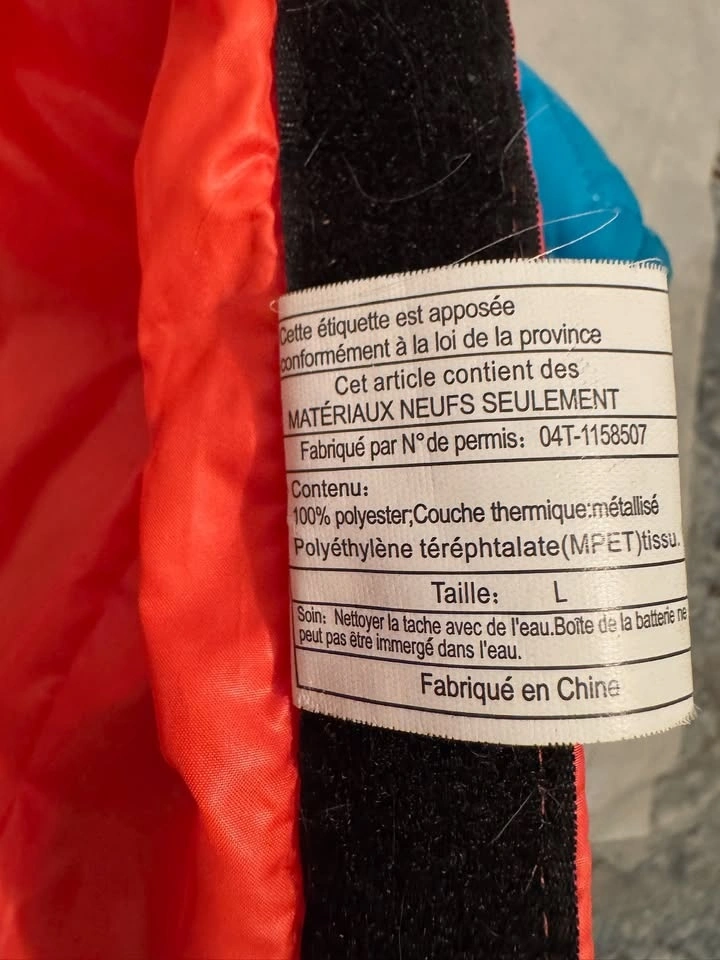 Cette étiquette est apposée
conformément à la loi de la province
Cet article contient des
MATÉRIAUX NEUFS SEULEMENT
Fabriqué par N° de permis: 04T-1158507
Contenu:
100% polyester;Couche thermique:métallisé
Polyéthylène téréphtalate(MPET)tissu.
Taille: L
Soin: Nettoyer la tache avec de l'eau.Boîte de la batterie ne
peut pas être immergé dans l'eau.
Fabriqué en Chine